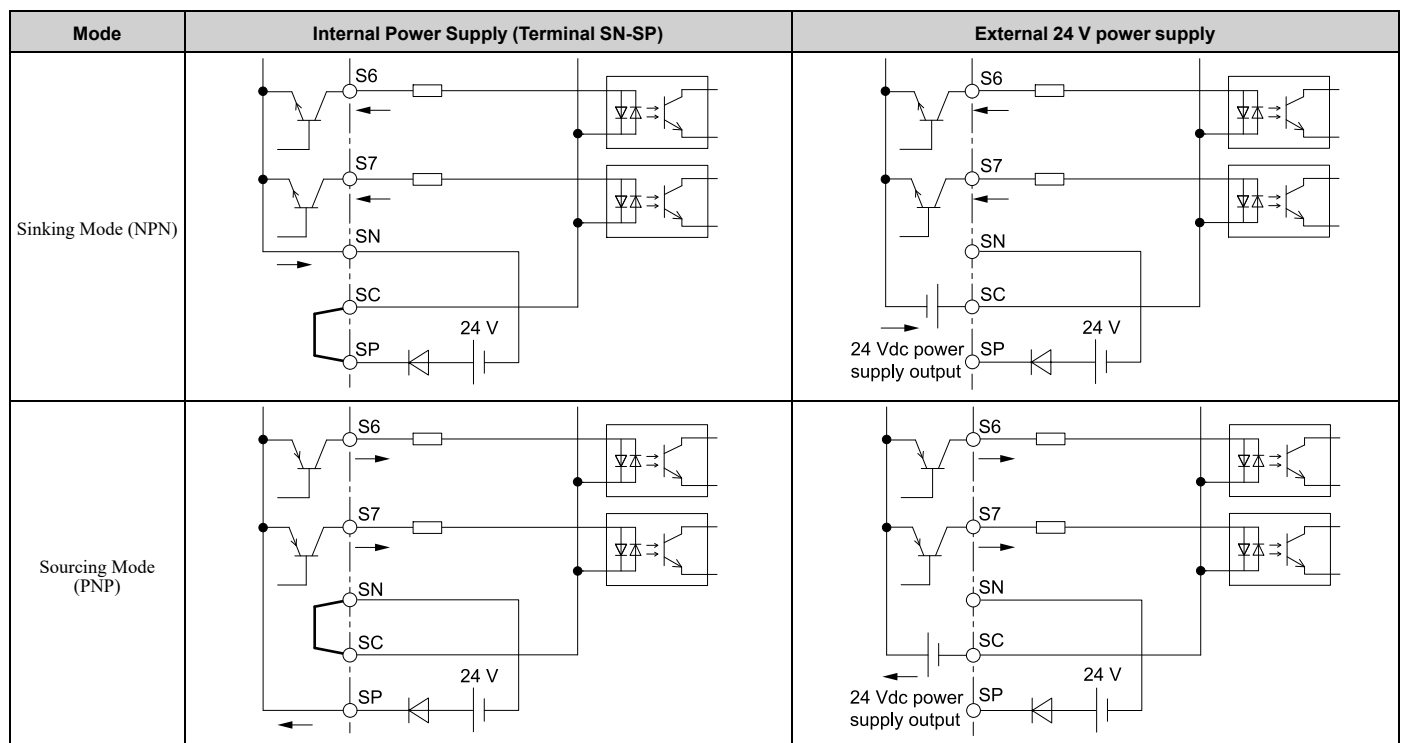 Mode
Internal Power Supply (Terminal SN-SP)
External 24 V power supply
Sinking Mode (NPN)
S6
S7
SN
SC
24 V
SP
S6
S7
SN
SC
24 V
24 Vdc power
supply output
SP
Sourcing Mode
(PNP)
S6
S7
SN
SC
24 V
SP
S6
S7
SN
SC
24 V
24 Vdc power
supply output
SP